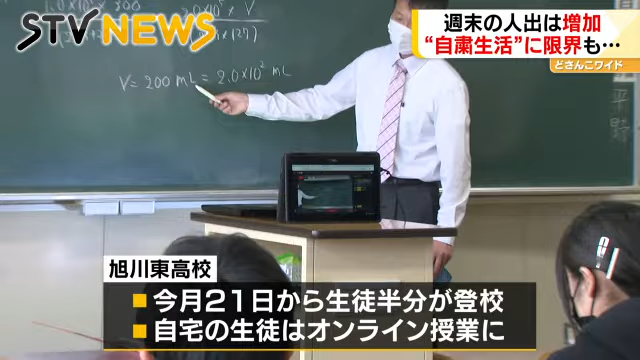 STV NEWS
週末の人出は増加
“自粛生活”に限界も…
どさんこワイド
V = 200 mL = 2.0×10² mL
平野
旭川東高校
■今月21日から生徒半分が登校
■自宅の生徒はオンライン授業に